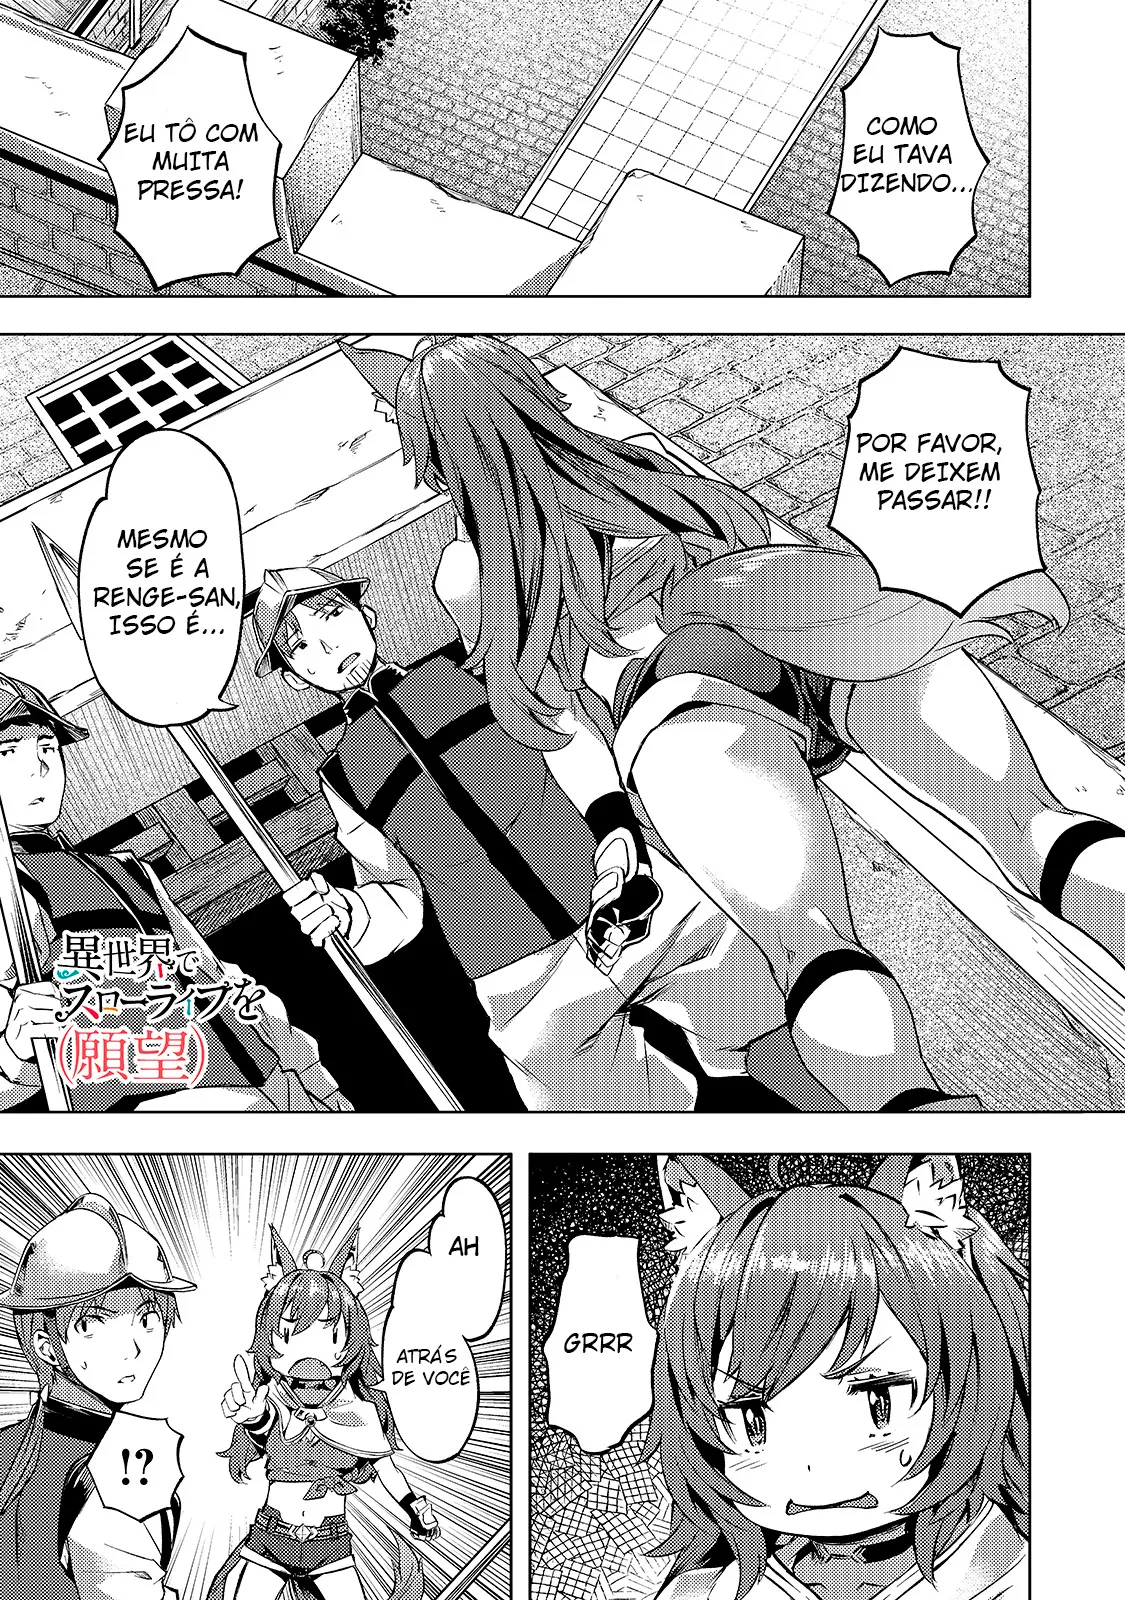 COMO
EU TAVA
DIZENDO...
EU TÔ COM
MUITA
PRESSA!
POR FAVOR,
ME DEIXEM
PASSAR!!
MESMO
SE É A
RENGE-SAN,
ISSO É...
異世界で
スローライフを
(願望)
GRRR
AH
ATRÁS
DE VOCÊ
!?